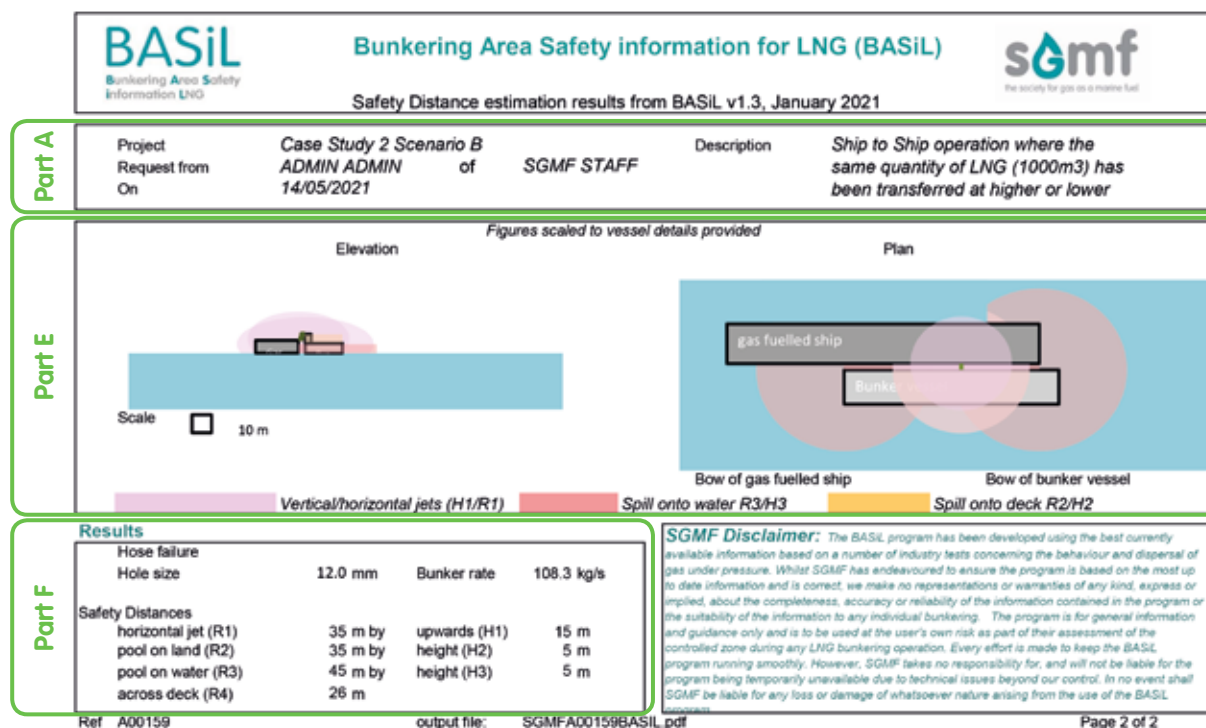 BASiL
Bunkering Area Safety
information LNG
Bunkering Area Safety information for LNG (BASiL)
Safety Distance estimation results from BASiL v1.3, January 2021
sGmf
the society for gas as a marine fuel
Part A
Project Case Study 2 Scenario B
Request from ADMIN ADMIN of SGMF STAFF
On 14/05/2021
Description Ship to Ship operation where the
same quantity of LNG (1000m3) has
been transferred at higher or lower
Part E
Figures scaled to vessel details provided
Elevation
Plan
gas fuelled ship
Bunker
Scale
10 m
Bow of gas fuelled ship Bow of bunker vessel
Vertical/horizontal jets (H1/R1) Spill onto water R3/H3 Spill onto deck R2/H2
Part F
Results
Hose failure
Hole size 12.0 mm Bunker rate 108.3 kg/s
Safety Distances
horizontal jet (R1) 35 m by upwards (H1) 15 m
pool on land (R2) 35 m by height (H2) 5 m
pool on water (R3) 45 m by height (H3) 5 m
across deck (R4) 26 m
SGMF Disclaimer: The BASiL program has been developed using the best currently
available information based on a number of industry tests concerning the behaviour and dispersal of
gas under pressure. Whilst SGMF has endeavoured to ensure the program is based on the most up
to date information and is correct, we make no representations or warranties of any kind, express or
implied, about the completeness, accuracy or reliability of the information contained in the program or
the suitability of the information to any individual bunkering. The program is for general information
and guidance only and is to be used at the user's own risk as part of their assessment of the
controlled zone during any LNG bunkering operation. Every effort is made to keep the BASiL
program running smoothly. However, SGMF takes no responsibility for, and will not be liable for the
program being temporarily unavailable due to technical issues beyond our control. In no event shall
SGMF be liable for any loss or damage of whatsoever nature arising from the use of the BASiL
program
Ref A00159 output file: SGMFA00159BASIL.pdf Page 2 of 2